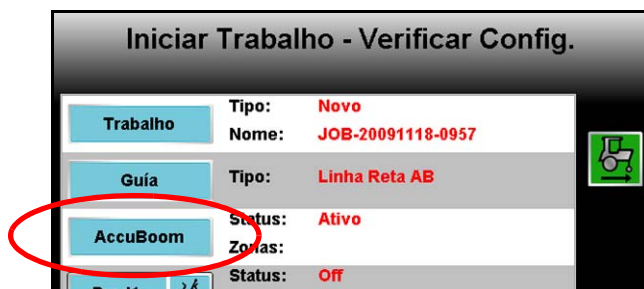 Iniciar Trabalho - Verificar Config.
Trabalho
Tipo: Novo
Nome: JOB-20091118-0957
Guía
Tipo: Linha Reta AB
AccuBoom
Status: Ativo
Zonas:
Status: Off